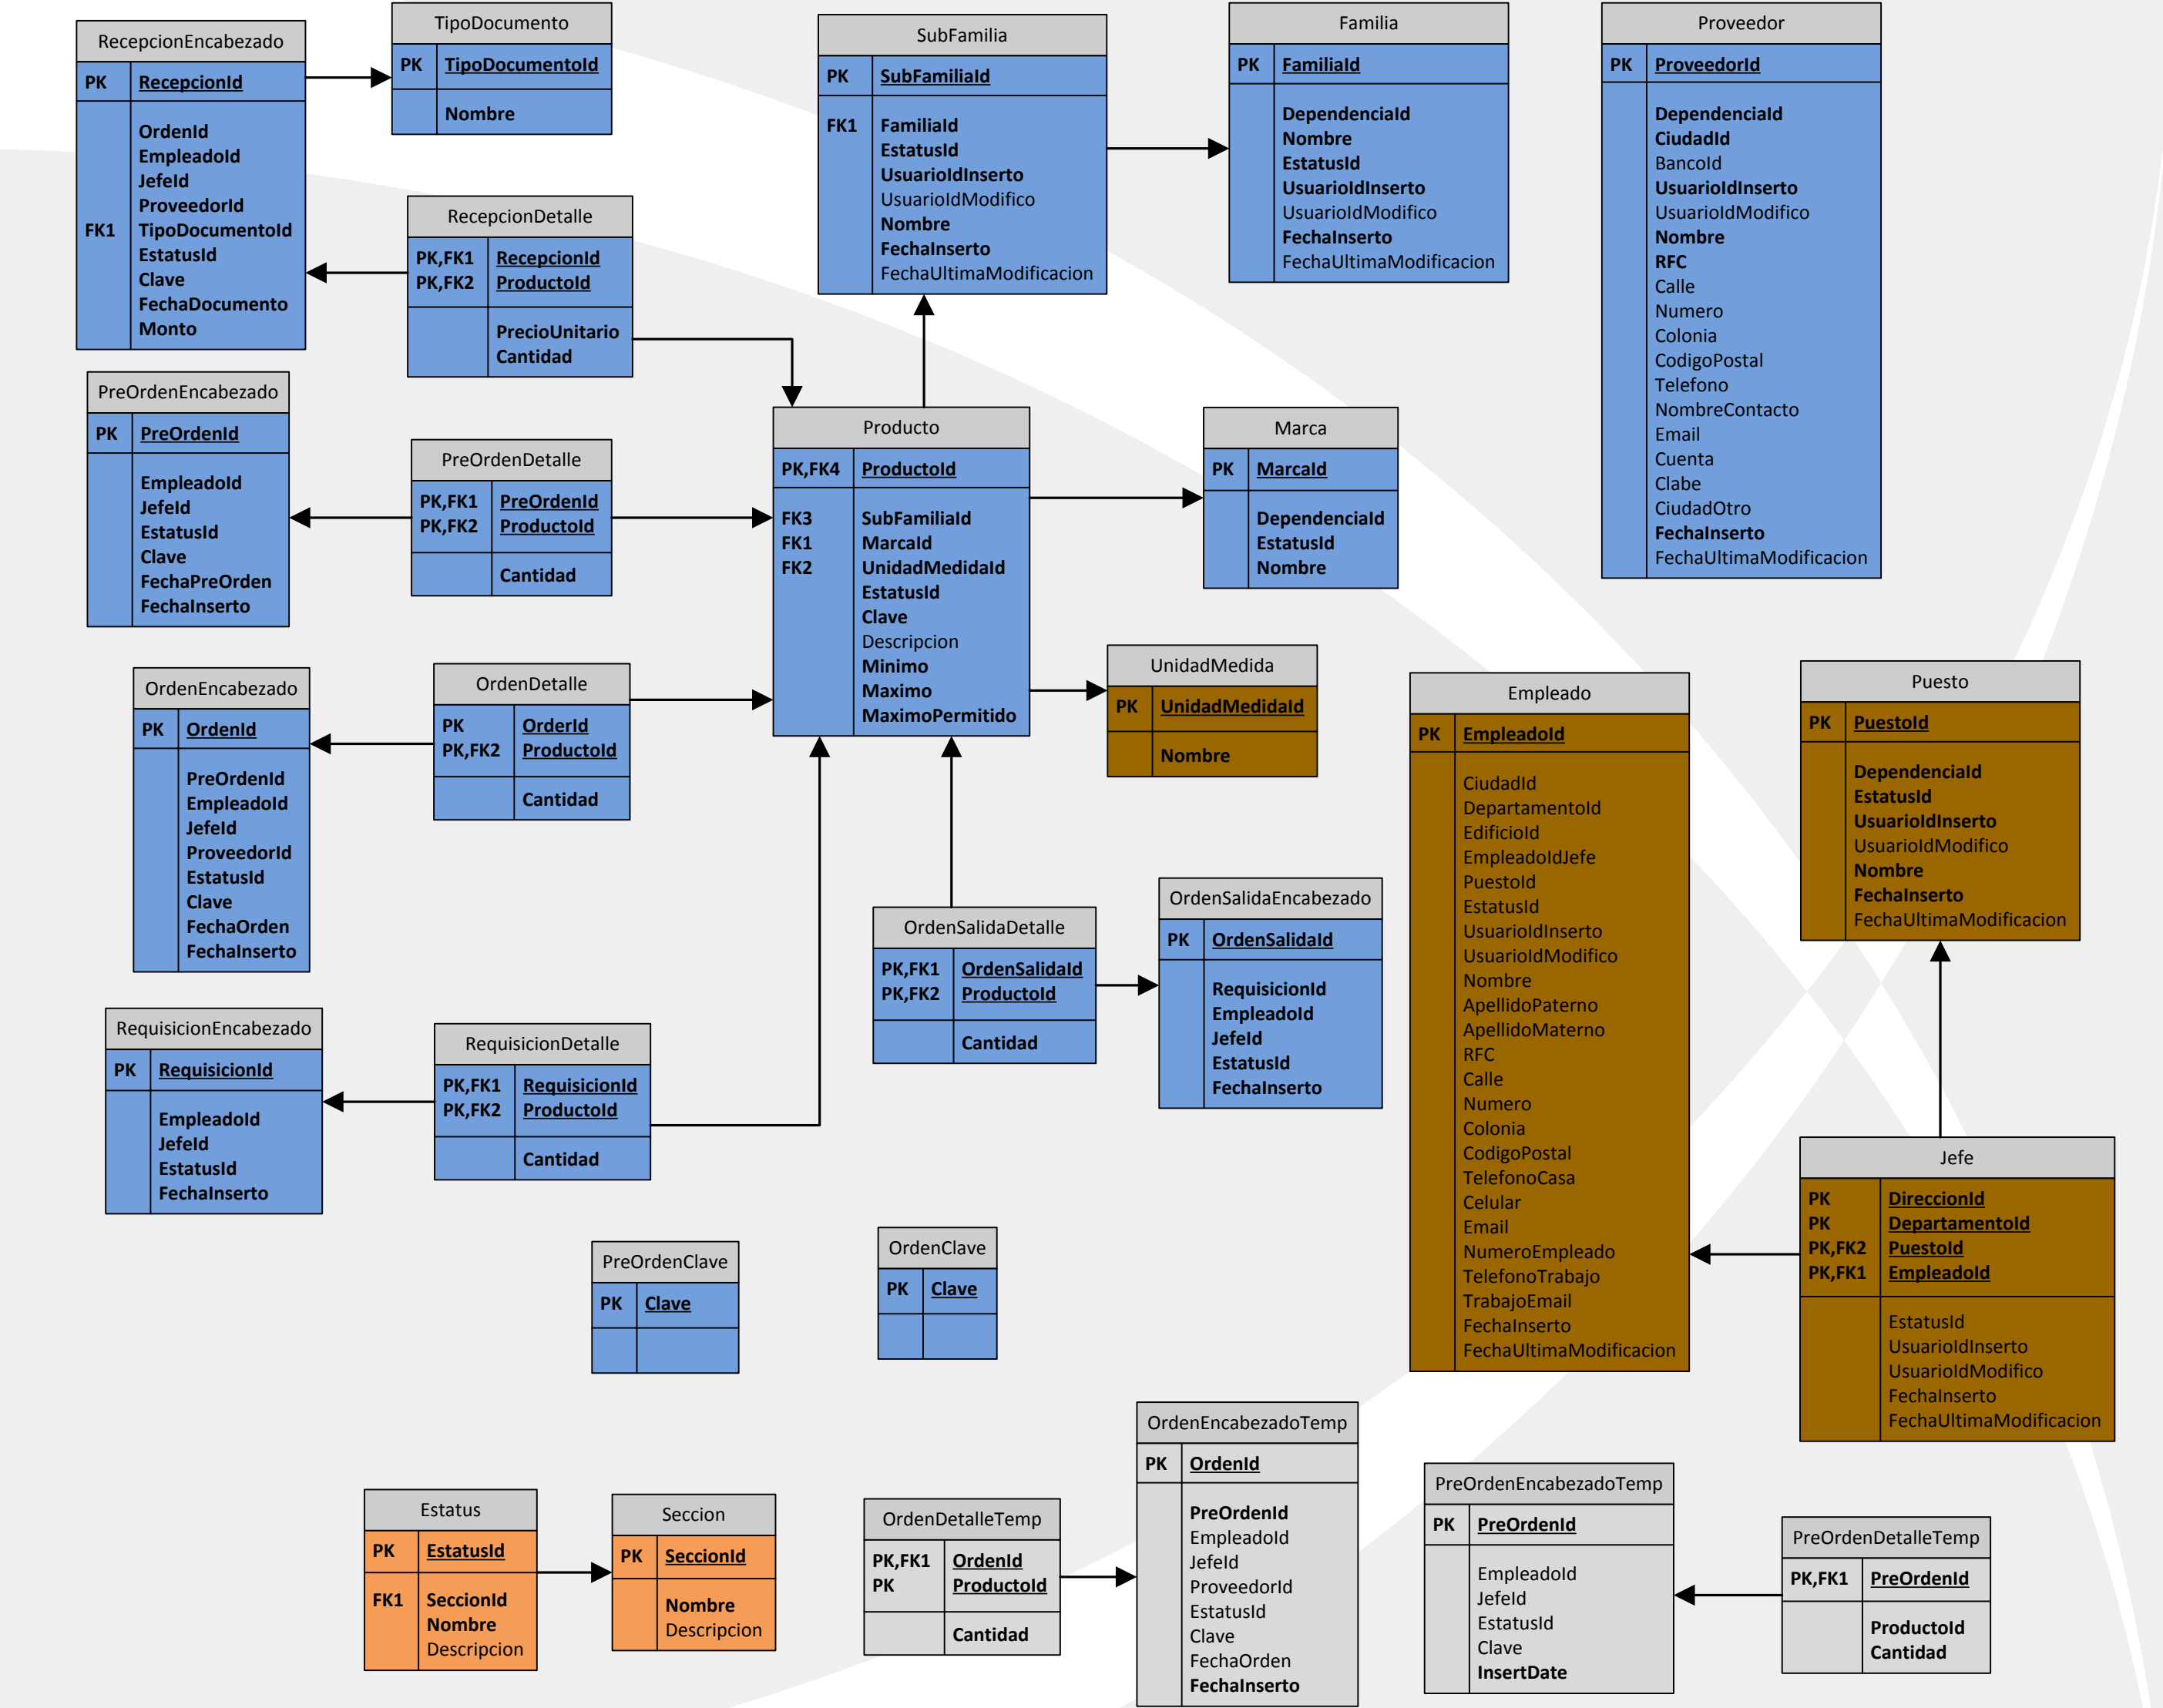 RecepcionEncabezado
PK RecepcionId
OrdenId
EmpleadoId
JefeId
ProveedorId
FK1 TipoDocumentoId
EstatusId
Clave
FechaDocumento
Monto
TipoDocumento
PK TipoDocumentoId
Nombre
SubFamilia
PK SubFamiliaId
FK1 FamiliaId
EstatusId
UsuarioIdInserto
UsuarioIdModifico
Nombre
FechaInserto
FechaUltimaModificacion
Familia
PK FamiliaId
DependenciaId
Nombre
EstatusId
UsuarioIdInserto
UsuarioIdModifico
FechaInserto
FechaUltimaModificacion
Proveedor
PK ProveedorId
DependenciaId
CiudadId
BancoId
UsuarioIdInserto
UsuarioIdModifico
Nombre
RFC
Calle
Numero
Colonia
CodigoPostal
Telefono
NombreContacto
Email
Cuenta
Clabe
CiudadOtro
FechaInserto
FechaUltimaModificacion
RecepcionDetalle
PK,FK1 RecepcionId
PK,FK2 ProductoId
PrecioUnitario
Cantidad
PreOrdenEncabezado
PK PreOrdenId
EmpleadoId
JefeId
EstatusId
Clave
FechaPreOrden
FechaInserto
PreOrdenDetalle
PK,FK1 PreOrdenId
PK,FK2 ProductoId
Cantidad
Producto
PK,FK4 ProductoId
FK3 SubFamiliaId
FK1 MarcaId
FK2 UnidadMedidaId
EstatusId
Clave
Descripcion
Minimo
Maximo
MaximoPermitido
Marca
PK MarcaId
DependenciaId
EstatusId
Nombre
OrdenEncabezado
PK OrdenId
PreOrdenId
EmpleadoId
JefeId
ProveedorId
EstatusId
Clave
FechaOrden
FechaInserto
OrdenDetalle
PK OrderId
PK,FK2 ProductoId
Cantidad
UnidadMedida
PK UnidadMedidaId
Nombre
Empleado
PK EmpleadoId
CiudadId
DepartamentoId
EdificioId
EmpleadoIdJefe
PuestoId
EstatusId
UsuarioIdInserto
UsuarioIdModifico
Nombre
ApellidoPaterno
ApellidoMaterno
RFC
Calle
Numero
Colonia
CodigoPostal
TelefonoCasa
Celular
Email
NumeroEmpleado
TelefonoTrabajo
TrabajoEmail
FechaInserto
FechaUltimaModificacion
Puesto
PK PuestoId
DependenciaId
EstatusId
UsuarioIdInserto
UsuarioIdModifico
Nombre
FechaInserto
FechaUltimaModificacion
OrdenSalidaDetalle
PK,FK1 OrdenSalidaId
PK,FK2 ProductoId
Cantidad
OrdenSalidaEncabezado
PK OrdenSalidaId
RequisicionId
EmpleadoId
JefeId
EstatusId
FechaInserto
RequisicionEncabezado
PK RequisicionId
EmpleadoId
JefeId
EstatusId
FechaInserto
RequisicionDetalle
PK,FK1 RequisicionId
PK,FK2 ProductoId
Cantidad
Jefe
PK DireccionId
PK DepartamentoId
PK,FK2 PuestoId
PK,FK1 EmpleadoId
EstatusId
UsuarioIdInserto
UsuarioIdModifico
FechaInserto
FechaUltimaModificacion
PreOrdenClave
PK Clave
OrdenClave
PK Clave
Estatus
PK EstatusId
FK1 SeccionId
Nombre
Descripcion
Seccion
PK SeccionId
Nombre
Descripcion
OrdenDetalleTemp
PK,FK1 OrdenId
PK ProductoId
Cantidad
OrdenEncabezadoTemp
PK OrdenId
PreOrdenId
EmpleadoId
JefeId
ProveedorId
EstatusId
Clave
FechaOrden
FechaInserto
PreOrdenEncabezadoTemp
PK PreOrdenId
EmpleadoId
JefeId
EstatusId
Clave
InsertDate
PreOrdenDetalleTemp
PK,FK1 PreOrdenId
ProductoId
Cantidad